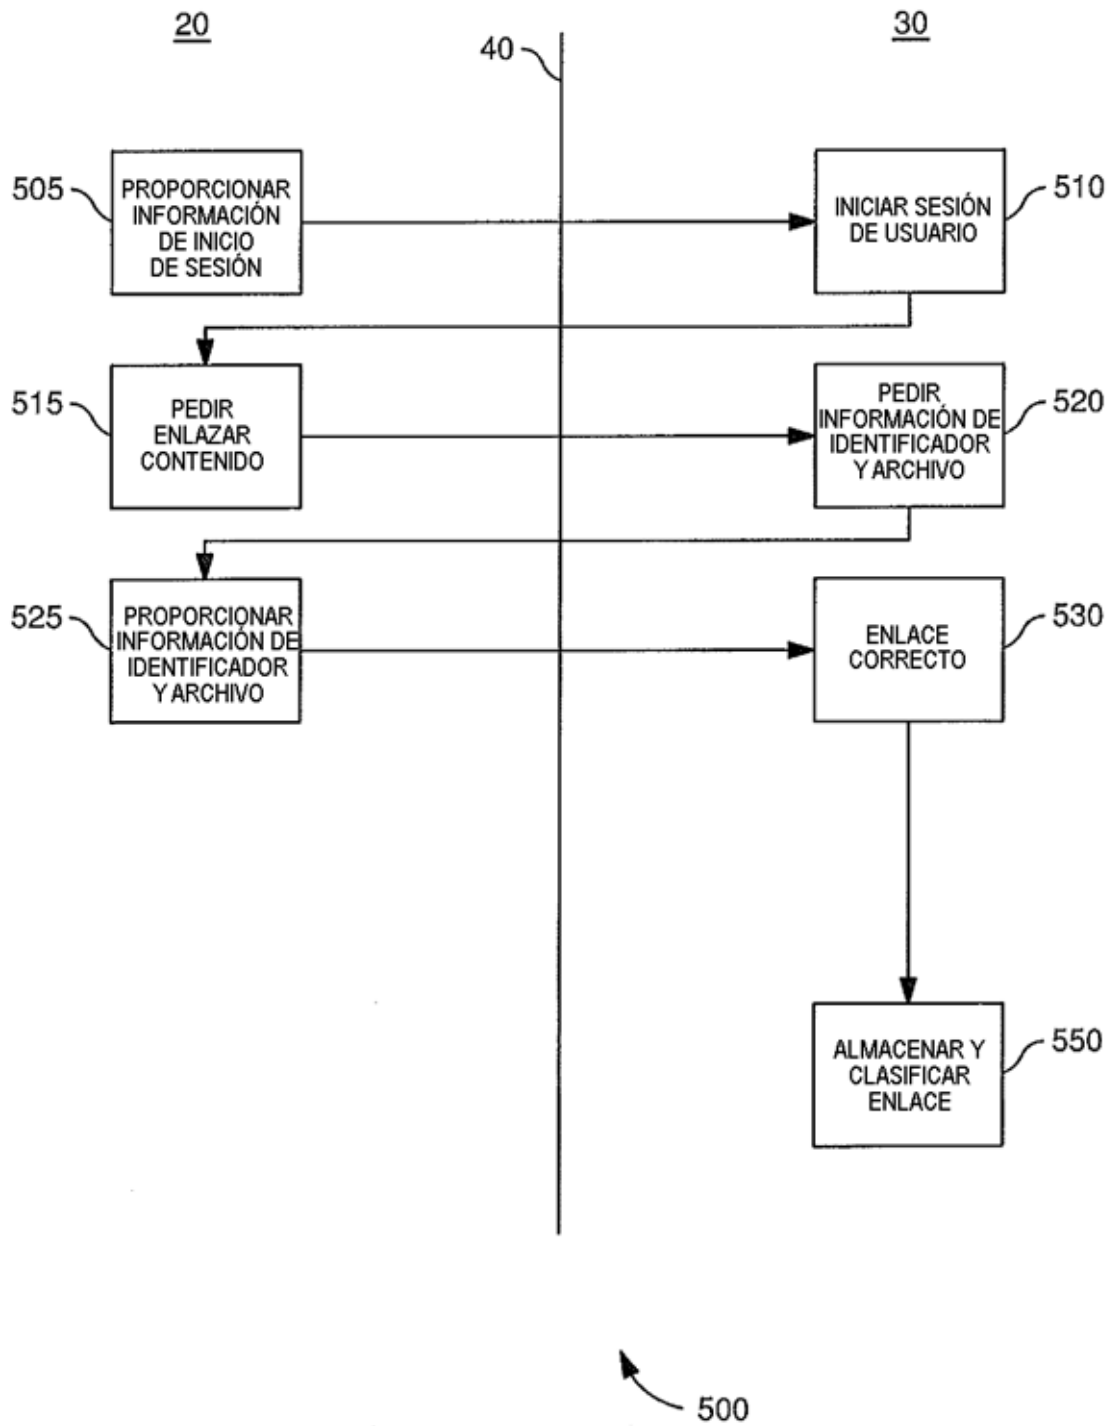 20
40
30
505
PROPORCIONAR
INFORMACIÓN
DE INICIO
DE SESIÓN
INICIAR SESIÓN
DE USUARIO
510
515
PEDIR
ENLAZAR
CONTENIDO
PEDIR
INFORMACIÓN DE
IDENTIFICADOR
Y ARCHIVO
520
525
PROPORCIONAR
INFORMACIÓN DE
IDENTIFICADOR
Y ARCHIVO
ENLACE
CORRECTO
530
ALMACENAR Y
CLASIFICAR
ENLACE
550
500